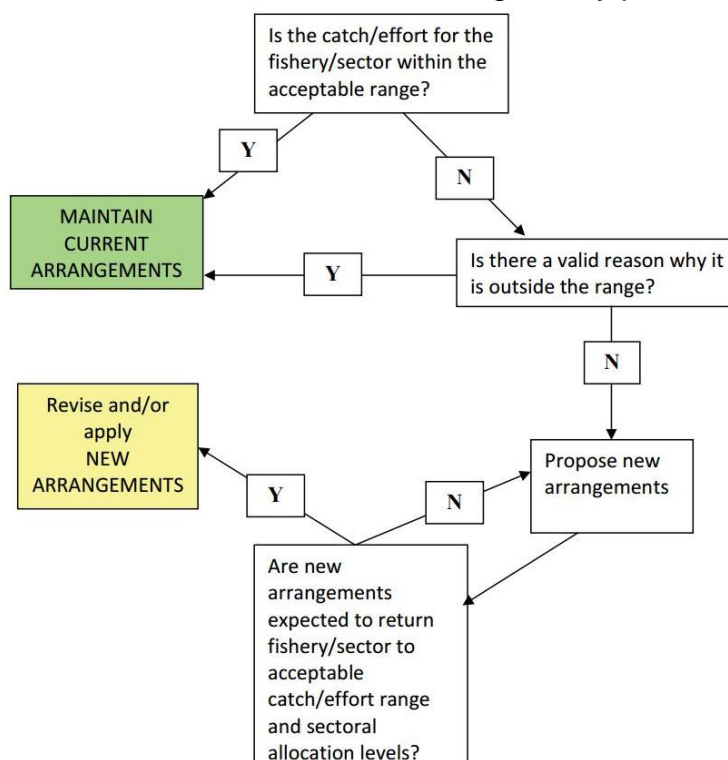 Is the catch/effort for the
fishery/sector within the
acceptable range?
Y
N
MAINTAIN
CURRENT
ARRANGEMENTS
Y
Is there a valid reason why it
is outside the range?
N
Revise and/or
apply
NEW
ARRANGEMENTS
Y
N
Propose new
arrangements
Are new
arrangements
expected to return
fishery/sector to
acceptable
catch/effort range
and sectoral
allocation levels?